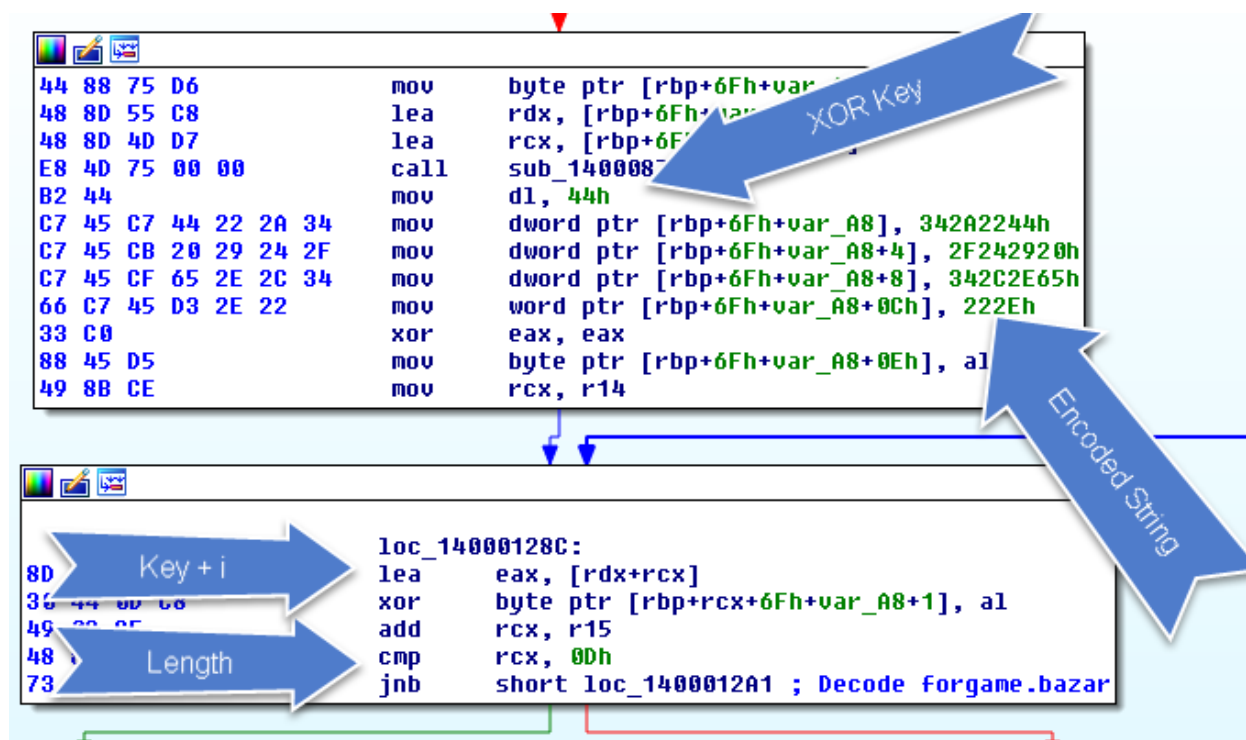 44 88 75 D6 mov byte ptr [rbp+6Fh+var_
48 8D 55 C8 lea rdx, [rbp+6Fh+var
48 8D 4D D7 lea rcx, [rbp+6F
E8 4D 75 00 00 call sub_140008
B2 44 mov dl, 44h
C7 45 C7 44 22 2A 34 mov dword ptr [rbp+6Fh+var_A8], 342A2244h
C7 45 CB 20 29 24 2F mov dword ptr [rbp+6Fh+var_A8+4], 2F242920h
C7 45 CF 65 2E 2C 34 mov dword ptr [rbp+6Fh+var_A8+8], 342C2E65h
66 C7 45 D3 2E 22 mov word ptr [rbp+6Fh+var_A8+0Ch], 222Eh
33 C0 xor eax, eax
88 45 D5 mov byte ptr [rbp+6Fh+var_A8+0Eh], al
49 8B CE mov rcx, r14
XOR Key
Encoded String
loc_14000128C:
8D lea eax, [rdx+rcx]
Key + i
xor byte ptr [rbp+rcx+6Fh+var_A8+1], al
49 add rcx, r15
48 cmp rcx, 0Dh
Length
73 jnb short loc_1400012A1 ; Decode forgame.bazar